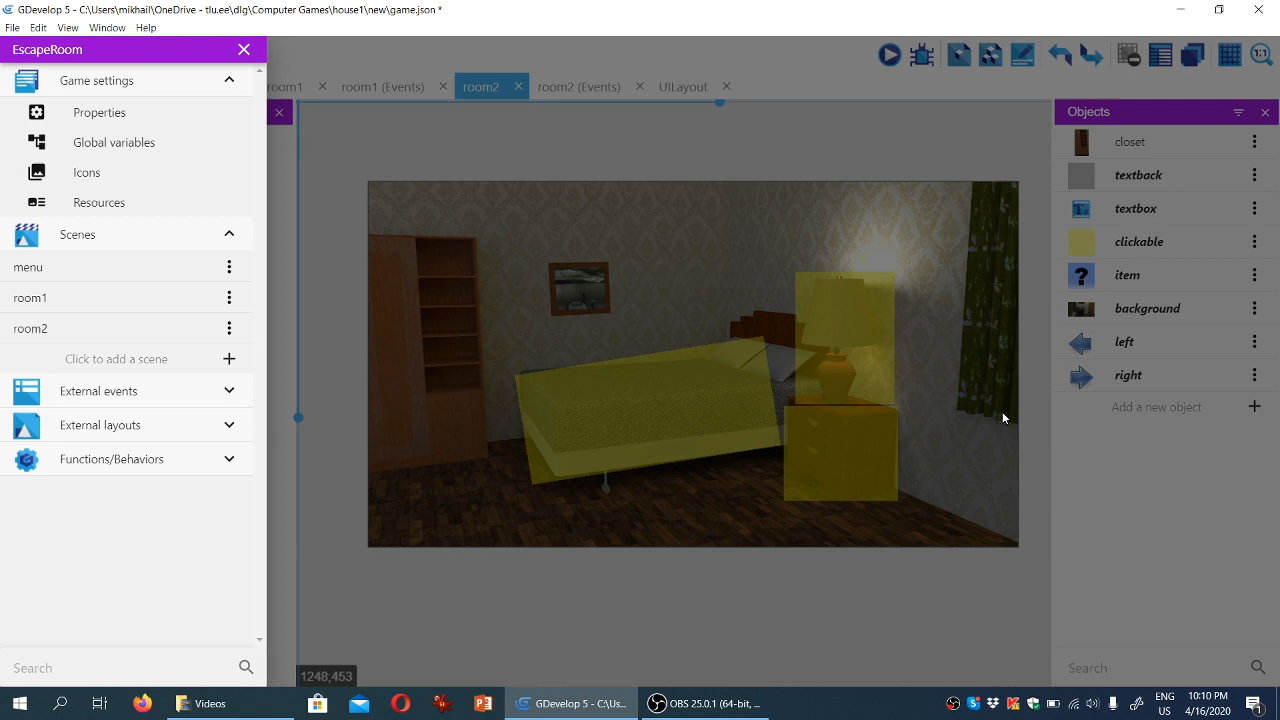 GDevelop 5 - C:\Users\mikhail\OneDrive - tlu.ee\dlg\Computer Games\house1\new\game.json *
File Edit View Window Help
EscapeRoom
Game settings
Properties
Global variables
Icons
Resources
Scenes
menu
room1
room2
Click to add a scene
External events
External layouts
Functions/Behaviors
Search
room1 room1 (Events) room2 room2 (Events) UILayout
1248;453
Objects
closet
textback
textbox
clickable
item
background
left
right
Add a new object
Search
Videos GDevelop 5 - C:\Us... OBS 25.0.1 (64-bit, ...
ENG 10:10 PM
US 4/16/2020